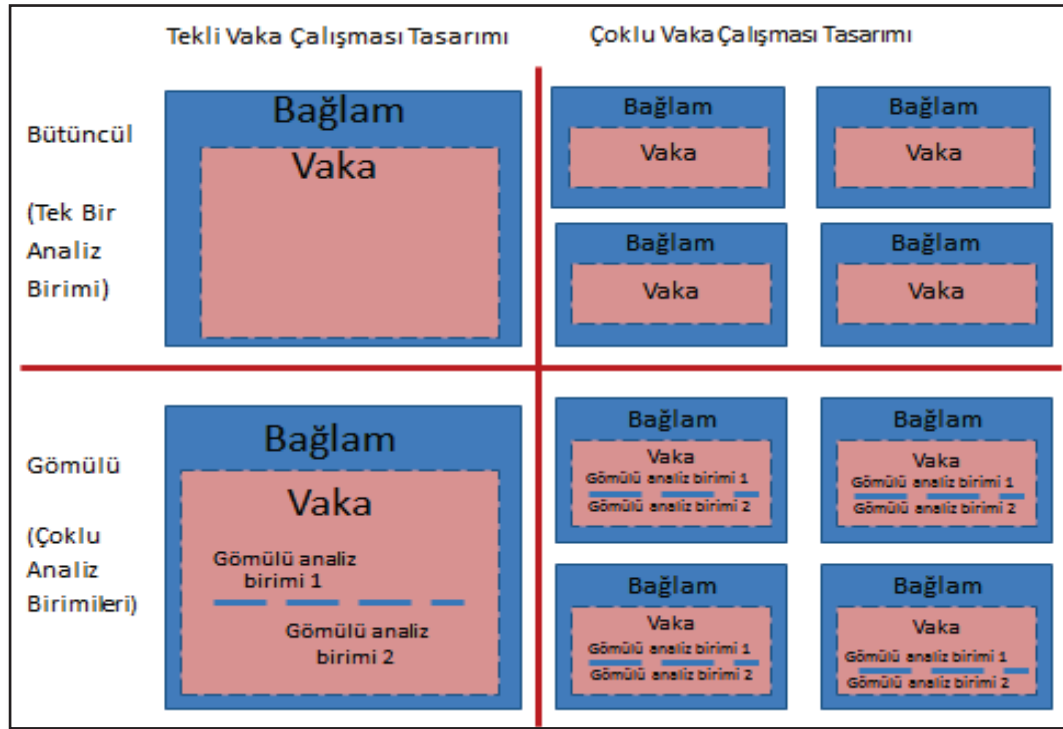 Tekli Vaka Çalışması Tasarımı
Çoklu Vaka Çalışması Tasarımı
Bütüncül
(Tek Bir
Analiz
Birimi)
Bağlam
Vaka
Bağlam
Vaka
Bağlam
Vaka
Bağlam
Vaka
Bağlam
Vaka
Gömülü
(Çoklu
Analiz
Birimileri)
Bağlam
Vaka
Gömülü analiz
birimi 1
Gömülü analiz
birimi 2
Bağlam
Vaka
Gömülü analiz birimi 1
Gömülü analiz birimi 2
Bağlam
Vaka
Gömülü analiz birimi 1
Gömülü analiz birimi 2
Bağlam
Vaka
Gömülü analiz birimi 1
Gömülü analiz birimi 2
Bağlam
Vaka
Gömülü analiz birimi 1
Gömülü analiz birimi 2